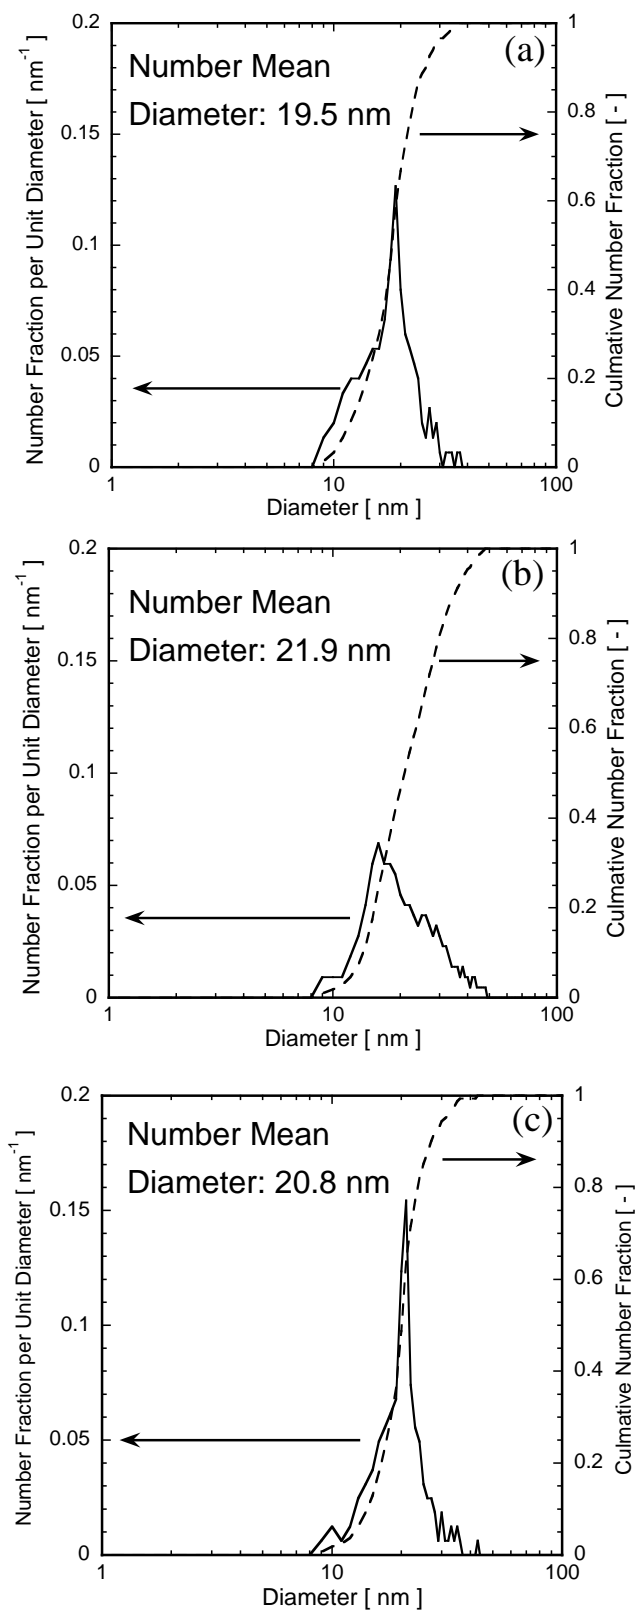 (a)
Number Mean
Diameter: 19.5 nm
Number Fraction per Unit Diameter [ nm-1 ]
0.2
0.15
0.1
0.05
0
1
0.8
0.6
0.4
0.2
0
Culmative Number Fraction [ - ]
1
10
100
Diameter [ nm ]
(b)
Number Mean
Diameter: 21.9 nm
Number Fraction per Unit Diameter [ nm-1 ]
0.2
0.15
0.1
0.05
0
1
0.8
0.6
0.4
0.2
0
Culmative Number Fraction [ - ]
1
10
100
Diameter [ nm ]
(c)
Number Mean
Diameter: 20.8 nm
Number Fraction per Unit Diameter [ nm-1 ]
0.2
0.15
0.1
0.05
0
1
0.8
0.6
0.4
0.2
0
Culmative Number Fraction [ - ]
1
10
100
Diameter [ nm ]